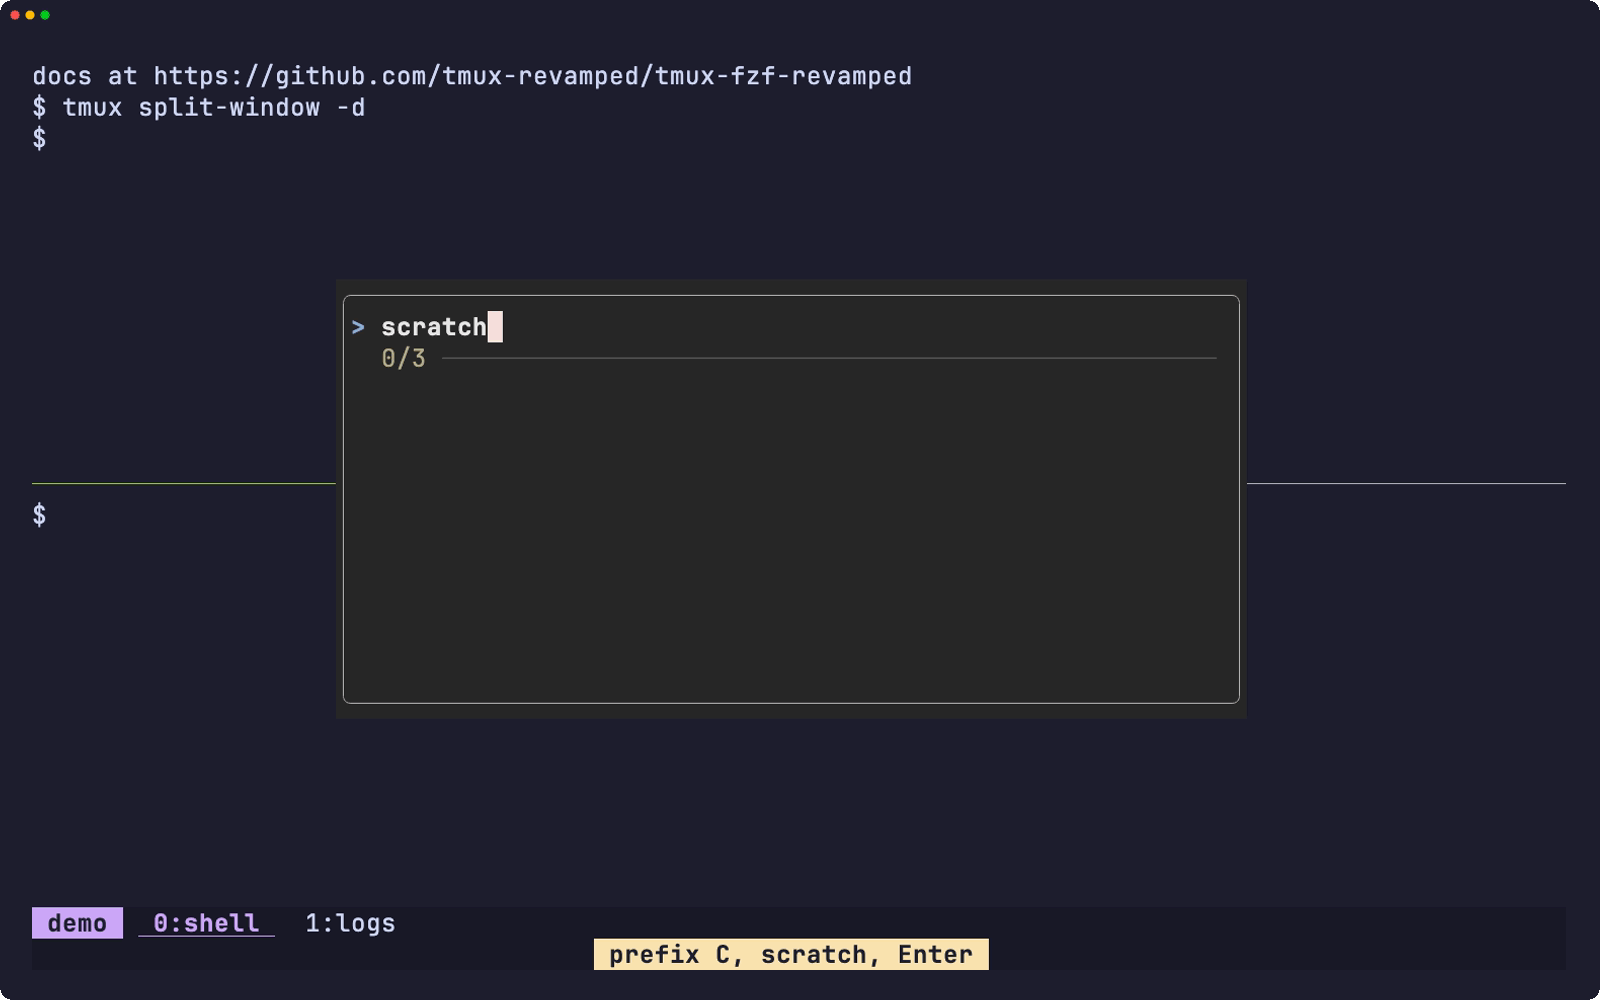 docs at https://github.com/tmux-revamped/tmux-fzf-revamped
$ tmux split-window -d
$
> scratch
0/3
$
demo 0:shell 1:logs
prefix C, scratch, Enter